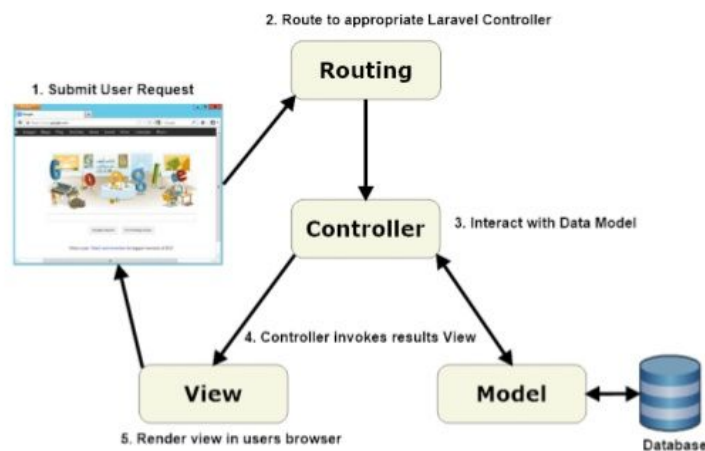 2. Route to appropriate Laravel Controller
Routing
1. Submit User Request
Controller
3. Interact with Data Model
4. Controller invokes results View
View
Model
5. Render view in users browser
Database